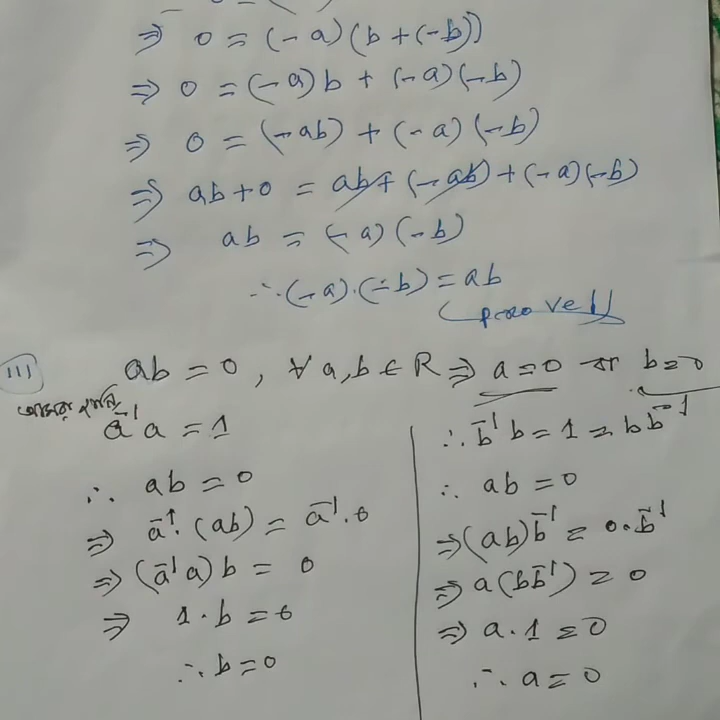 ⇒ 0 = (-a)(b+(-b))
⇒ 0 = (-a)b + (-a)(-b)
⇒ 0 = (-ab) + (-a)(-b)
⇒ ab+0 = ab+(-ab)+(-a)(-b)
⇒ ab = (-a)(-b)
∴ (-a).(-b) = ab
(proved)
III ab = 0, ∀ a,b ∈ R ⇒ a=0 বা b=0
আমরা জানি
a⁻¹a = 1
∴ ab = 0
⇒ a⁻¹.(ab) = a⁻¹.0
⇒ (a⁻¹a)b = 0
⇒ 1.b = 0
∴ b=0
∴ b⁻¹b = 1 = bb⁻¹
∴ ab = 0
⇒ (ab)b⁻¹ = 0.b⁻¹
⇒ a(bb⁻¹) = 0
⇒ a.1 = 0
∴ a = 0